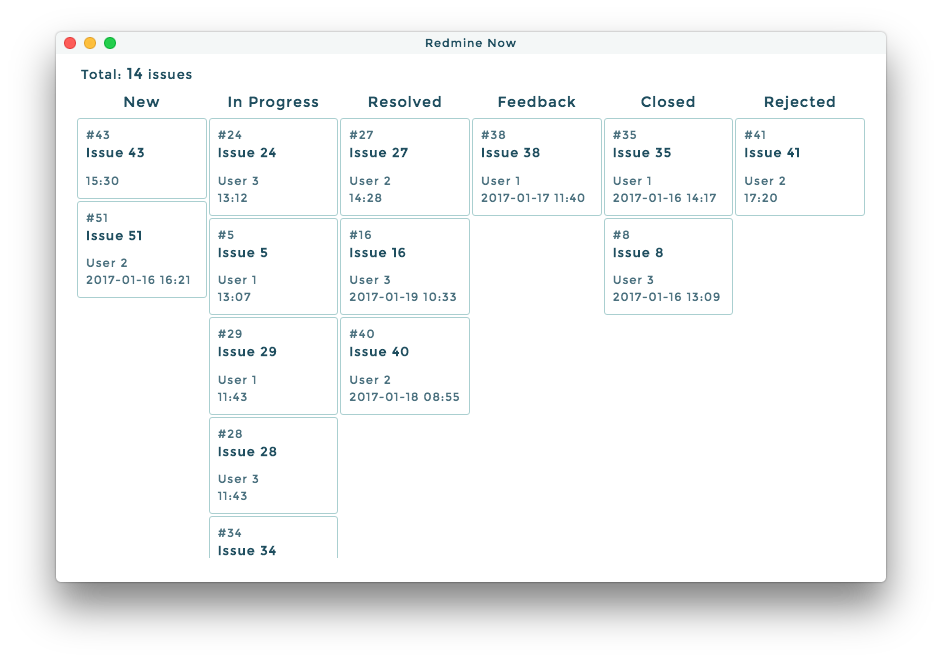 Redmine Now
Total: 14 issues
New
#43
Issue 43
15:30
#51
Issue 51
User 2
2017-01-16 16:21
In Progress
#24
Issue 24
User 3
13:12
#5
Issue 5
User 1
13:07
#29
Issue 29
User 1
11:43
#28
Issue 28
User 3
11:43
#34
Issue 34
Resolved
#27
Issue 27
User 2
14:28
#16
Issue 16
User 3
2017-01-19 10:33
#40
Issue 40
User 2
2017-01-18 08:55
Feedback
#38
Issue 38
User 1
2017-01-17 11:40
Closed
#35
Issue 35
User 1
2017-01-16 14:17
#8
Issue 8
User 3
2017-01-16 13:09
Rejected
#41
Issue 41
User 2
17:20